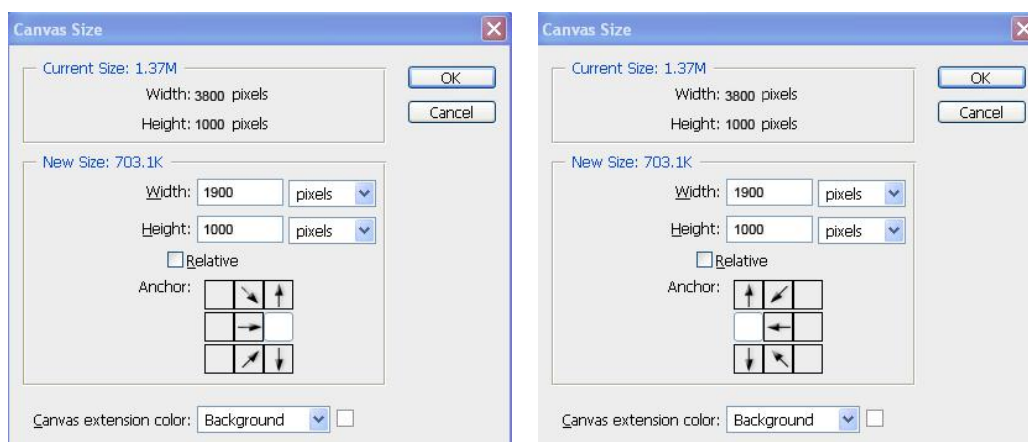 Canvas Size
Current Size: 1.37M
Width: 3800 pixels
Height: 1000 pixels
OK
Cancel
New Size: 703.1K
Width: 1900 pixels
Height: 1000 pixels
Relative
Anchor:
Canvas extension color: Background
Canvas Size
Current Size: 1.37M
Width: 3800 pixels
Height: 1000 pixels
OK
Cancel
New Size: 703.1K
Width: 1900 pixels
Height: 1000 pixels
Relative
Anchor:
Canvas extension color: Background